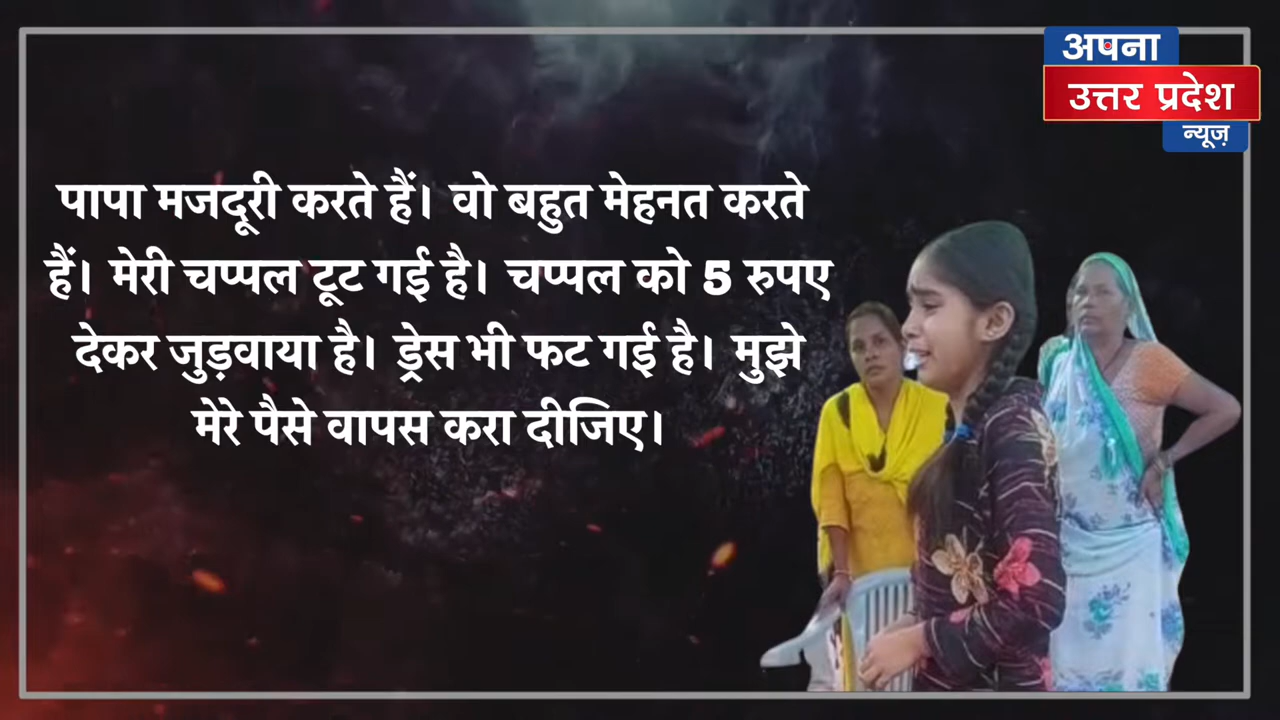 अपना
उत्तर प्रदेश
न्यूज़
पापा मजदूरी करते हैं। वो बहुत मेहनत करते
हैं। मेरी चप्पल टूट गई है। चप्पल को 5 रुपए
देकर जुड़वाया है। ड्रेस भी फट गई है। मुझे
मेरे पैसे वापस करा दीजिए।